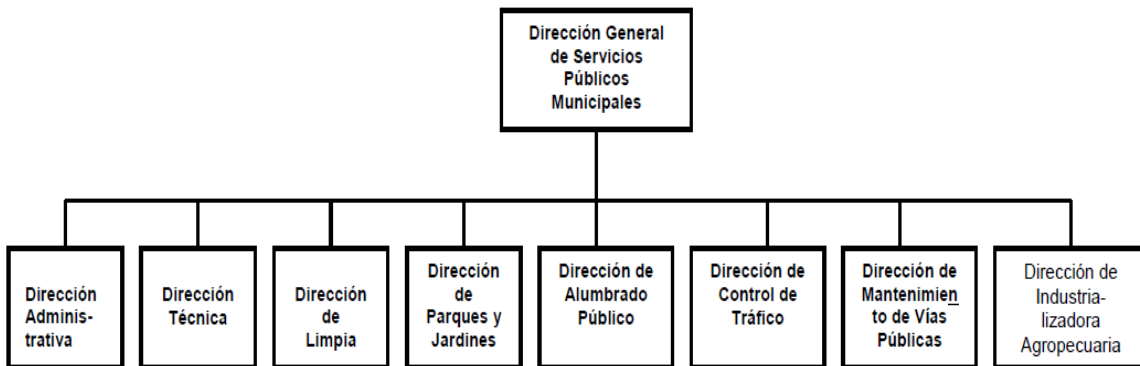 Dirección General
de Servicios
Públicos
Municipales
Dirección
Adminis-
trativa
Dirección
Técnica
Dirección
de
Limpia
Dirección
de
Parques y
Jardines
Dirección de
Alumbrado
Público
Dirección de
Control de
Tráfico
Dirección de
Mantenimien
to de Vías
Públicas
Dirección de
Industria-
lizadora
Agropecuaria